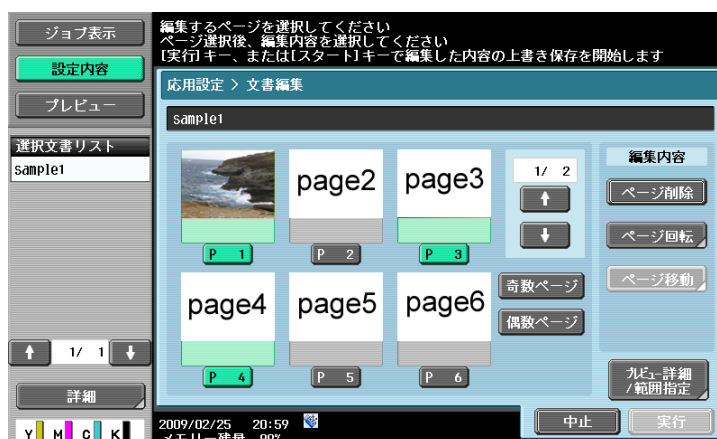 ジョブ表示
設定内容
プレビュー
選択文書リスト
sample1
1/ 1
詳細
Y M C K
編集するページを選択してください
ページ選択後、編集内容を選択してください
[実行]キー、または[スタート]キーで編集した内容の上書き保存を開始します
応用設定 > 文書編集
sample1
page2
page3
P 1
P 2
P 3
page4
page5
page6
P 4
P 5
P 6
1/ 2
奇数ページ
偶数ページ
編集内容
ページ削除
ページ回転
ページ移動
プレビュー詳細
/範囲指定
2009/02/25 20:59
メモリー残量 99%
中止
実行